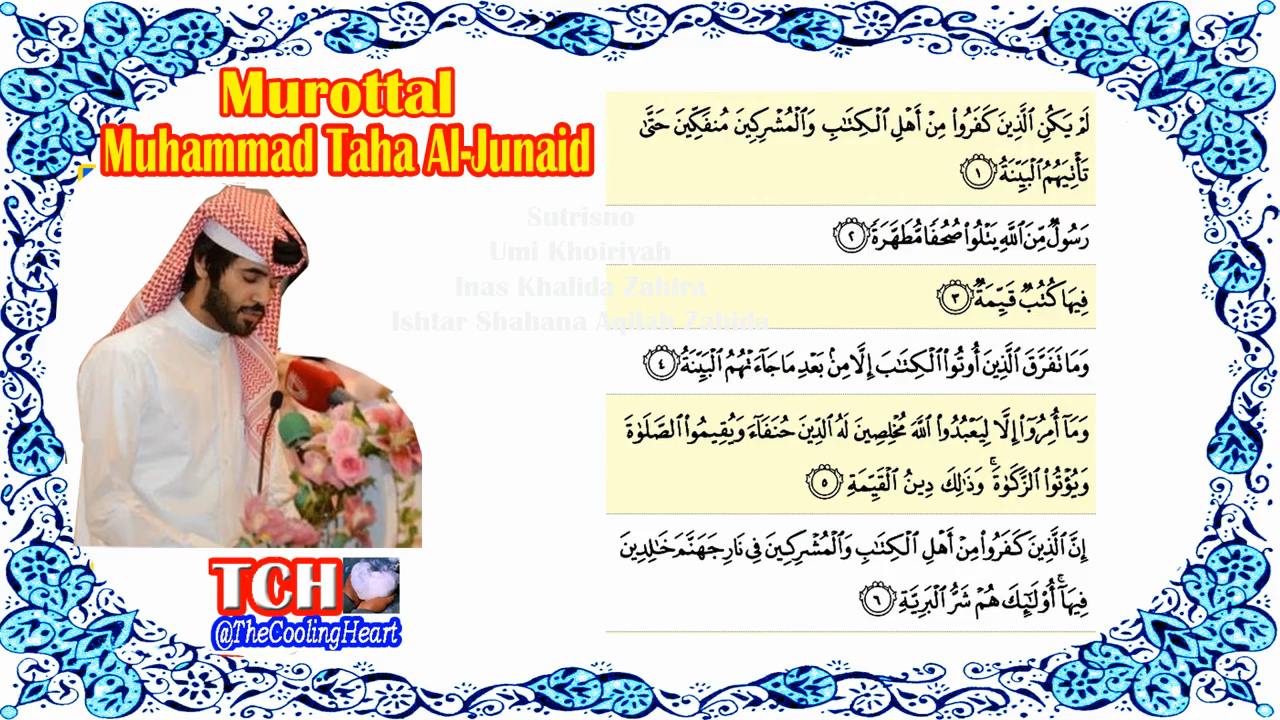 Murottal
Muhammad Taha Al-Junaid
Sutrisno
Umi Khoiriyah
Inas Khalida Zahira
Ishtar Shahana Aqilah Zahida
لَمْ يَكُنِ ٱلَّذِينَ كَفَرُوا۟ مِنْ أَهْلِ ٱلْكِتَـٰبِ وَٱلْمُشْرِكِينَ مُنفَكِّينَ حَتَّىٰ
تَأْتِيَهُمُ ٱلْبَيِّنَةُ ١
رَسُولٌ مِّنَ ٱللَّهِ يَتْلُوا۟ صُحُفًا مُّطَهَّرَةً ٢
فِيهَا كُتُبٌ قَيِّمَةٌ ٣
وَمَا تَفَرَّقَ ٱلَّذِينَ أُوتُوا۟ ٱلْكِتَـٰبَ إِلَّا مِنۢ بَعْدِ مَا جَآءَتْهُمُ ٱلْبَيِّنَةُ ٤
وَمَآ أُمِرُوٓا۟ إِلَّا لِيَعْبُدُوا۟ ٱللَّهَ مُخْلِصِينَ لَهُ ٱلدِّينَ حُنَفَآءَ وَيُقِيمُوا۟ ٱلصَّلَوٰةَ
وَيُؤْتُوا۟ ٱلزَّكَوٰةَ ۚ وَذَٰلِكَ دِينُ ٱلْقَيِّمَةِ ٥
إِنَّ ٱلَّذِينَ كَفَرُوا۟ مِنْ أَهْلِ ٱلْكِتَـٰبِ وَٱلْمُشْرِكِينَ فِى نَارِ جَهَنَّمَ خَـٰلِدِينَ
فِيهَآ ۚ أُو۟لَـٰٓئِكَ هُمْ شَرُّ ٱلْبَرِيَّةِ ٦
TCH
@TheCoolingHeart